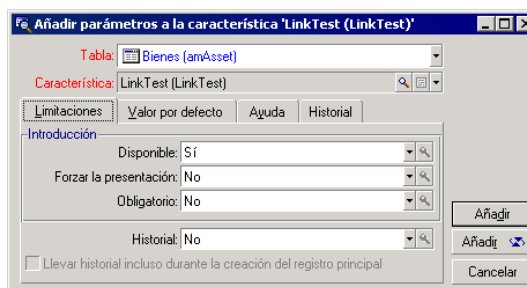 Añadir parámetros a la característica 'LinkTest (LinkTest)'
Tabla: Bienes (amAsset)
Característica: LinkTest (LinkTest)
Limitaciones Valor por defecto Ayuda Historial
Introducción
Disponible: Sí
Forzar la presentación: No
Obligatorio: No
Añadir
Historial: No
Añadir
Llevar historial incluso durante la creación del registro principal
Cancelar